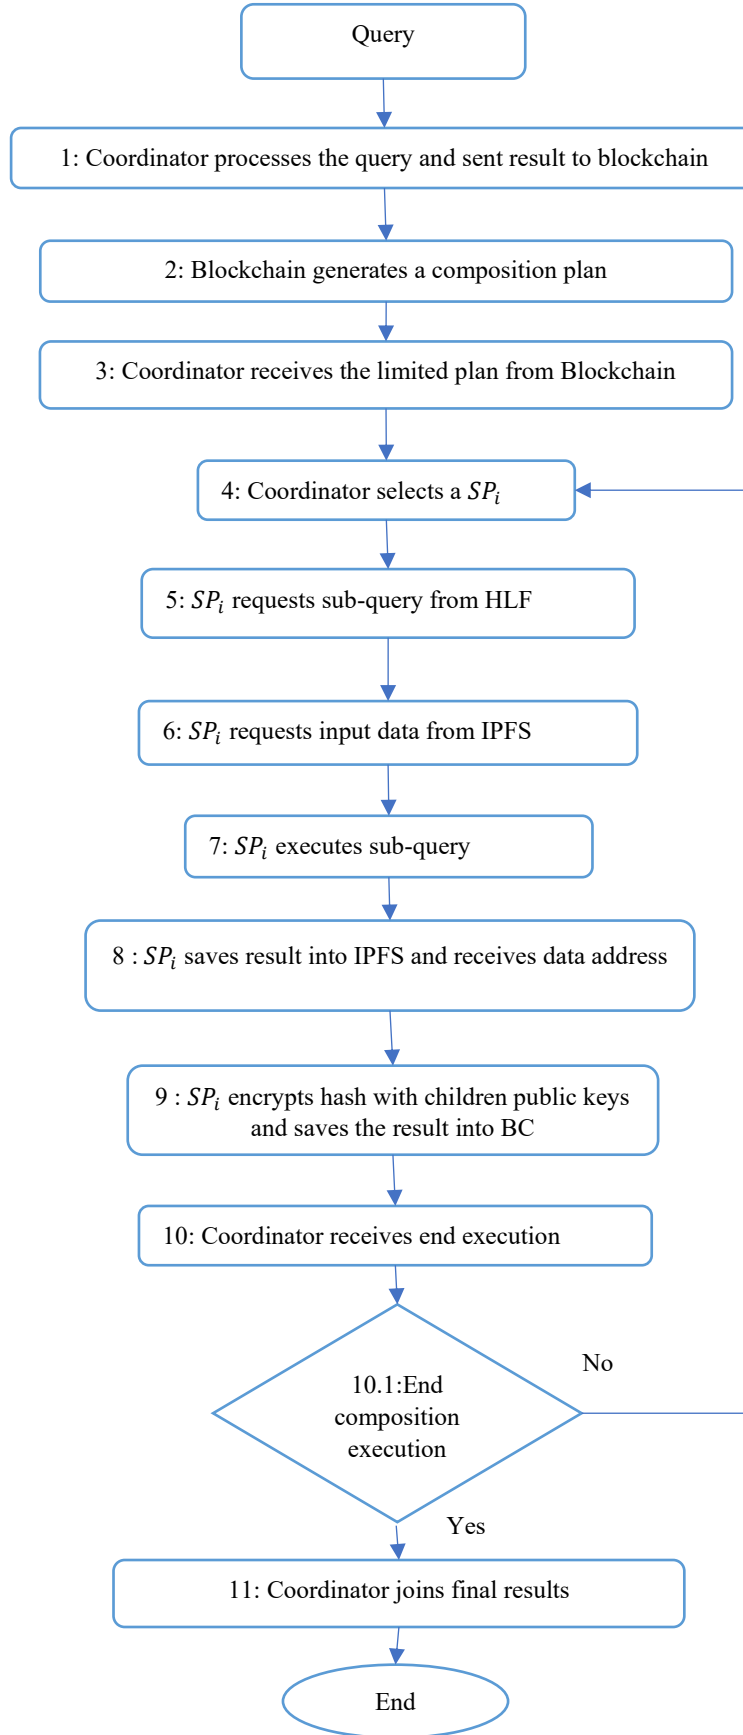 Query
1: Coordinator processes the query and sent result to blockchain
2: Blockchain generates a composition plan
3: Coordinator receives the limited plan from Blockchain
4: Coordinator selects a SPᵢ
5: SPᵢ requests sub-query from HLF
6: SPᵢ requests input data from IPFS
7: SPᵢ executes sub-query
8 : SPᵢ saves result into IPFS and receives data address
9 : SPᵢ encrypts hash with children public keys
and saves the result into BC
10: Coordinator receives end execution
No
10.1:End
composition
execution
Yes
11: Coordinator joins final results
End